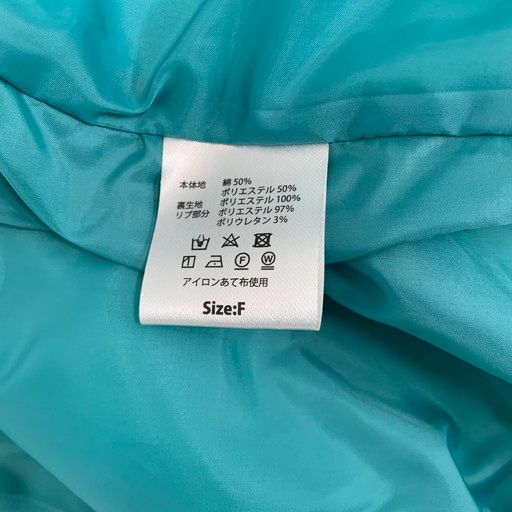 本体地 綿 50%
ポリエステル 50%
裏生地 ポリエステル 100%
リブ部分 ポリエステル 97%
ポリウレタン 3%
アイロンあて布使用
Size:F